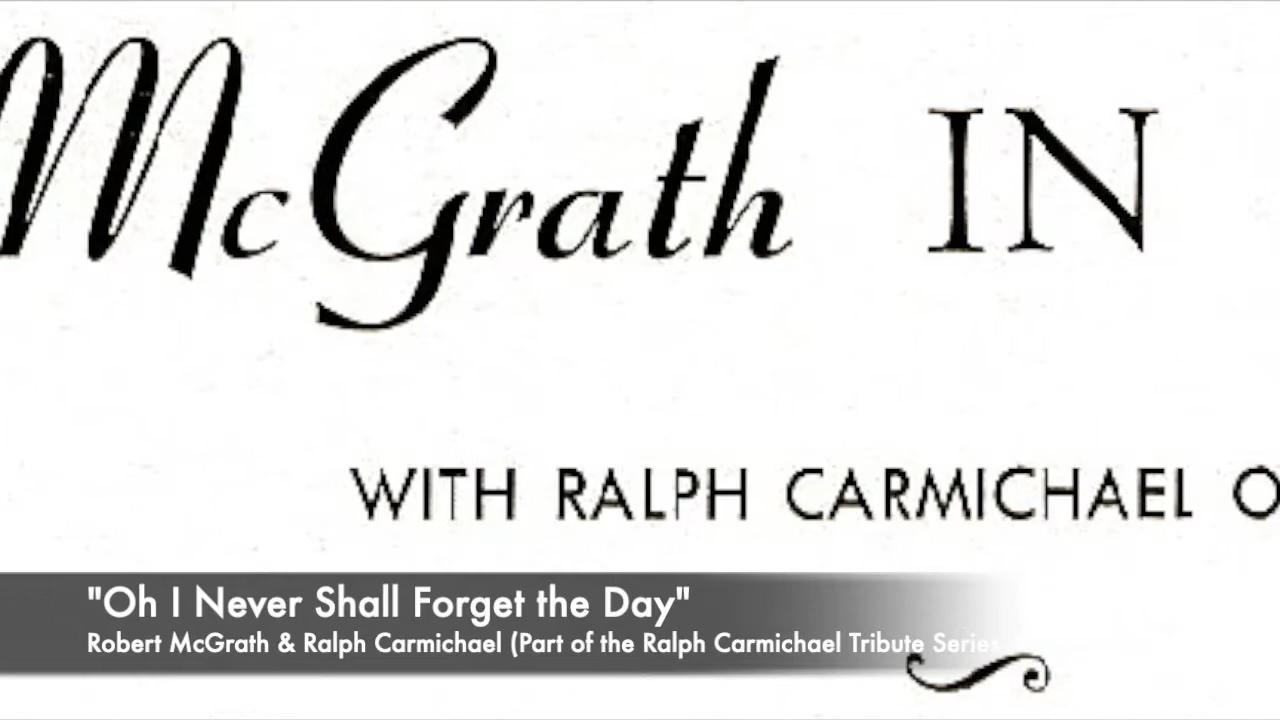 McGrath IN
WITH RALPH CARMICHAEL O
"Oh I Never Shall Forget the Day"
Robert McGrath & Ralph Carmichael (Part of the Ralph Carmichael Tribute Series